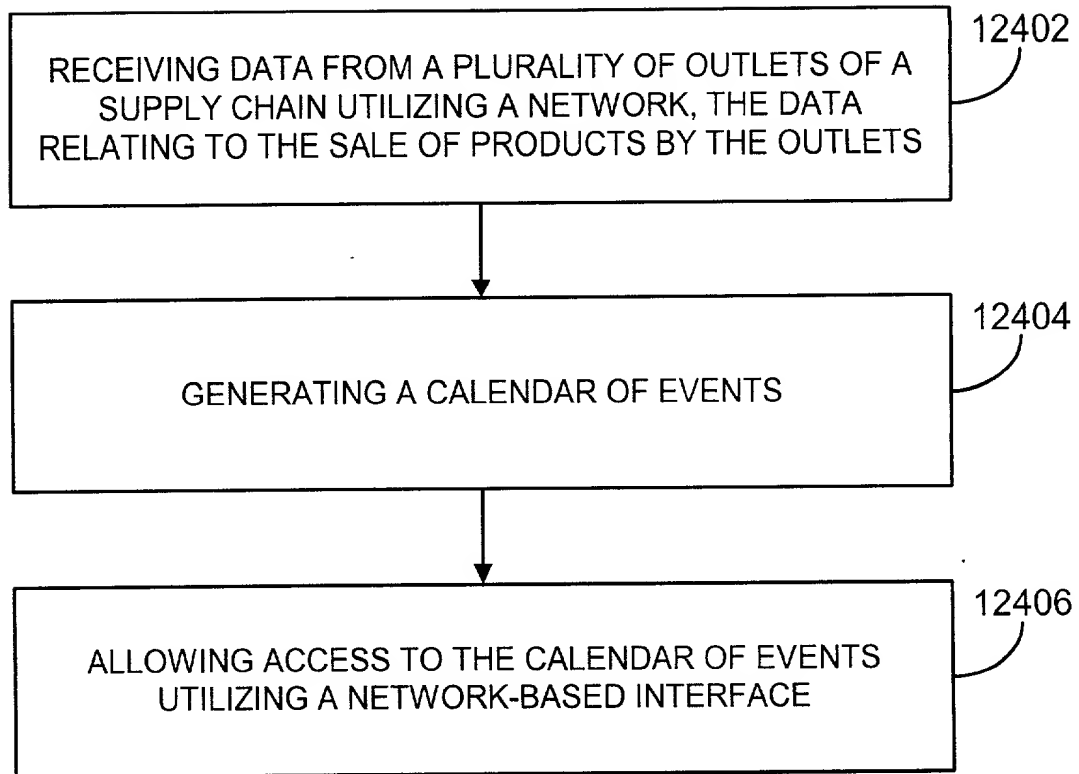 12402
RECEIVING DATA FROM A PLURALITY OF OUTLETS OF A
SUPPLY CHAIN UTILIZING A NETWORK, THE DATA
RELATING TO THE SALE OF PRODUCTS BY THE OUTLETS
12404
GENERATING A CALENDAR OF EVENTS
12406
ALLOWING ACCESS TO THE CALENDAR OF EVENTS
UTILIZING A NETWORK-BASED INTERFACE